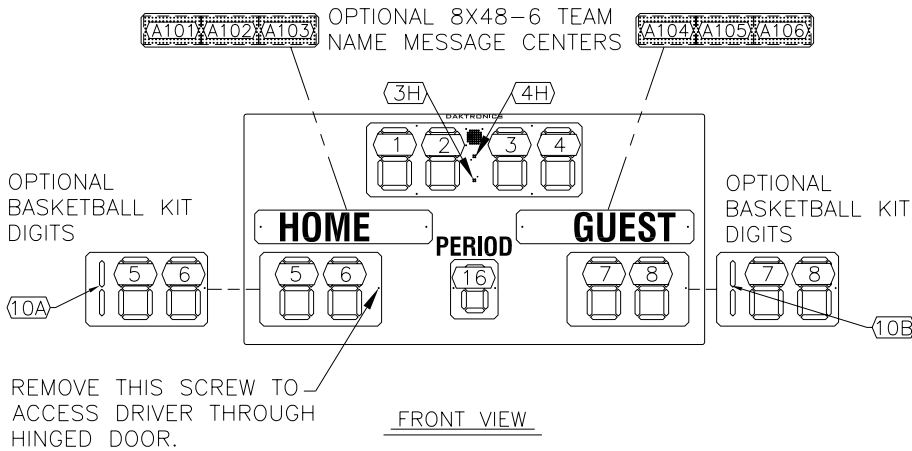 A101 A102 A103
OPTIONAL 8X48-6 TEAM
NAME MESSAGE CENTERS
A104 A105 A106
3H
4H
DAKTRONICS
1 2 3 4
OPTIONAL
BASKETBALL KIT
DIGITS
OPTIONAL
BASKETBALL KIT
DIGITS
HOME
GUEST
PERIOD
5 6
5 6
16
7 8
7 8
10A
10B
REMOVE THIS SCREW TO
ACCESS DRIVER THROUGH
HINGED DOOR.
FRONT VIEW